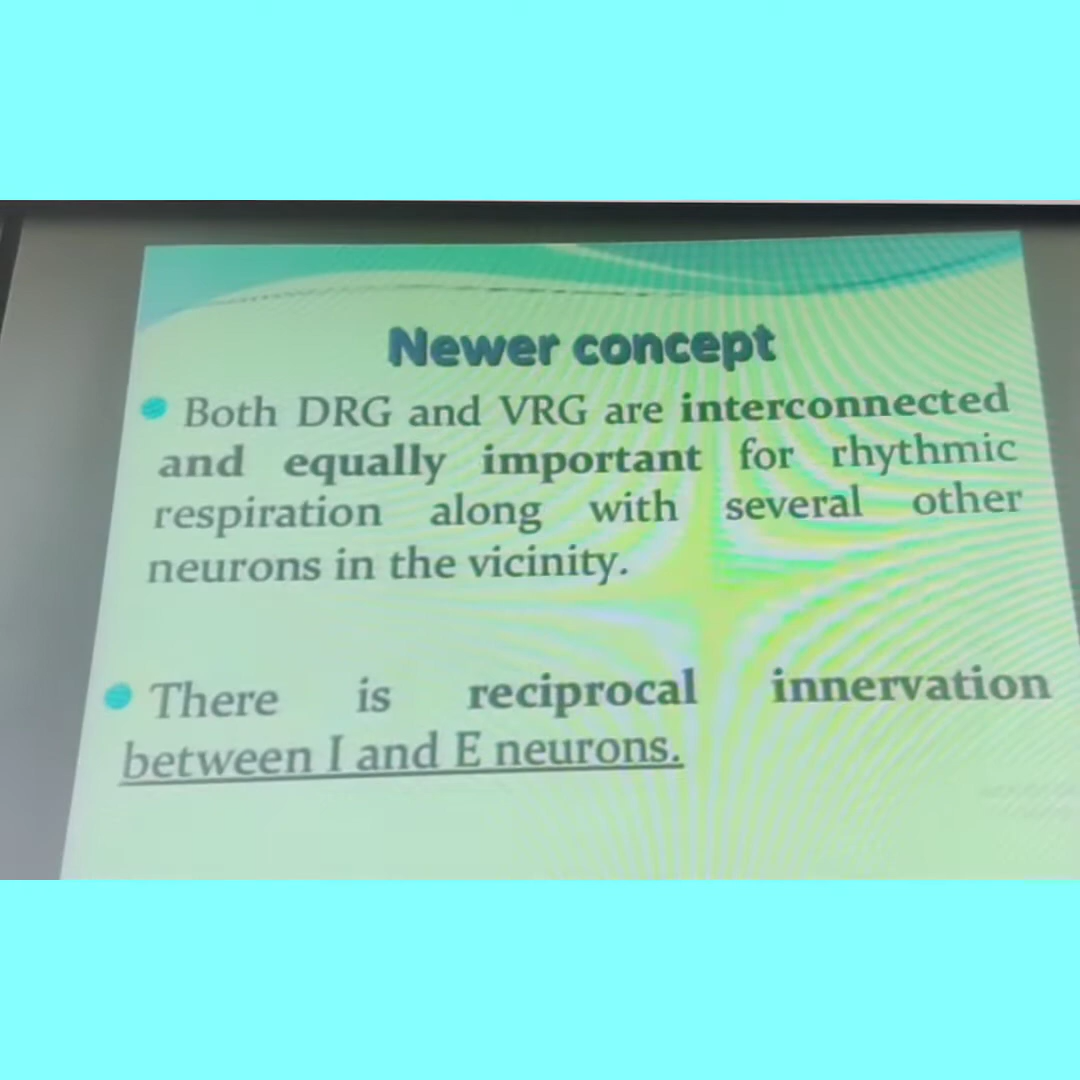 Newer concept
Both DRG and VRG are interconnected
and equally important for rhythmic
respiration along with several other
neurons in the vicinity.
There is reciprocal innervation
between I and E neurons.